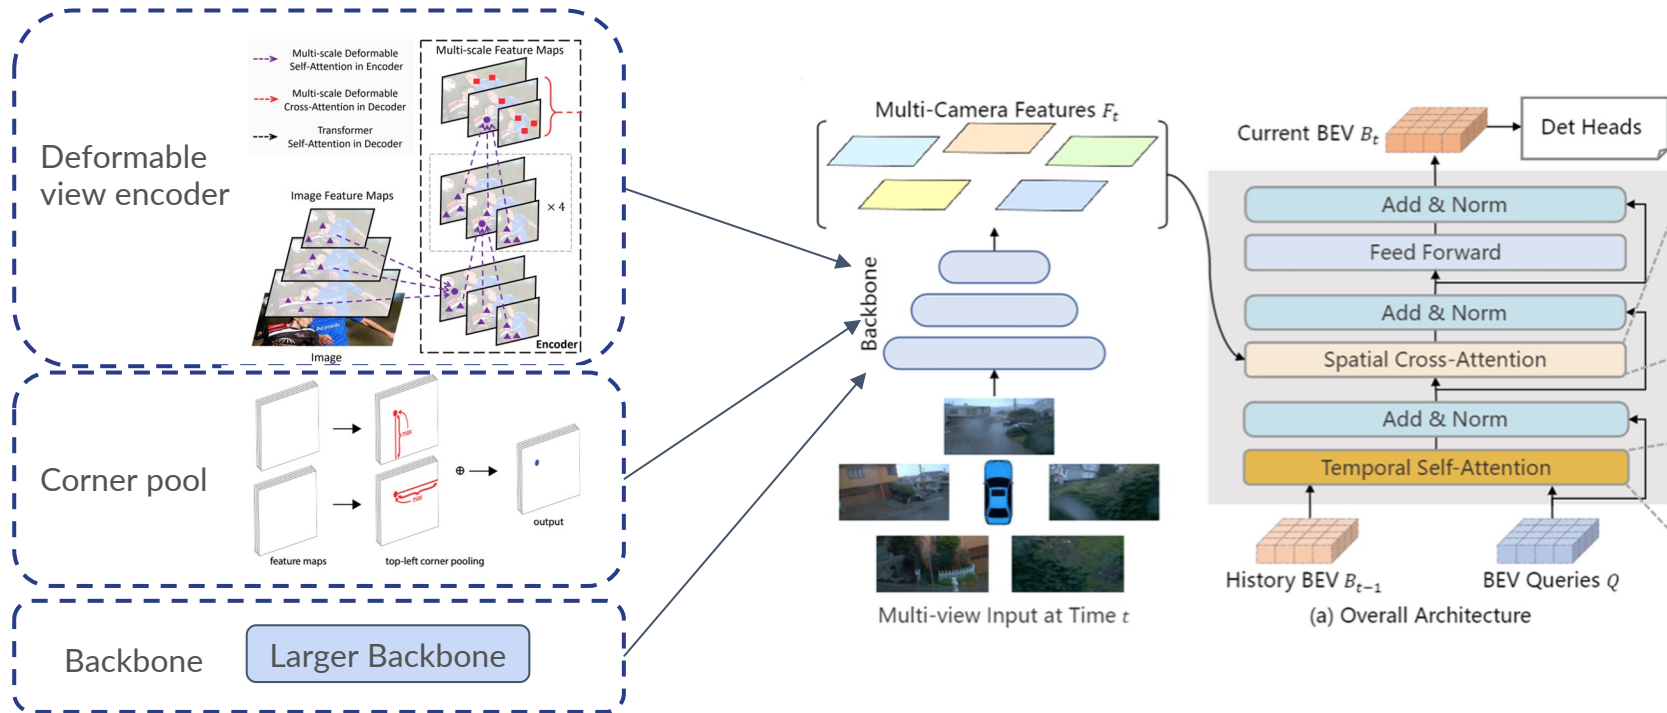 Deformable
view encoder
Multi-scale Deformable
Self-Attention in Encoder
Multi-scale Deformable
Cross-Attention in Decoder
Transformer
Self-Attention in Decoder
Multi-scale Feature Maps
× 4
Image Feature Maps
Image
Encoder
Corner pool
max
max
⊕
feature maps
top-left corner pooling
output
Backbone
Larger Backbone
Multi-Camera Features Fₜ
Backbone
Multi-view Input at Time t
Current BEV Bₜ
Det Heads
Add & Norm
Feed Forward
Add & Norm
Spatial Cross-Attention
Add & Norm
Temporal Self-Attention
History BEV Bₜ₋₁
BEV Queries Q
(a) Overall Architecture